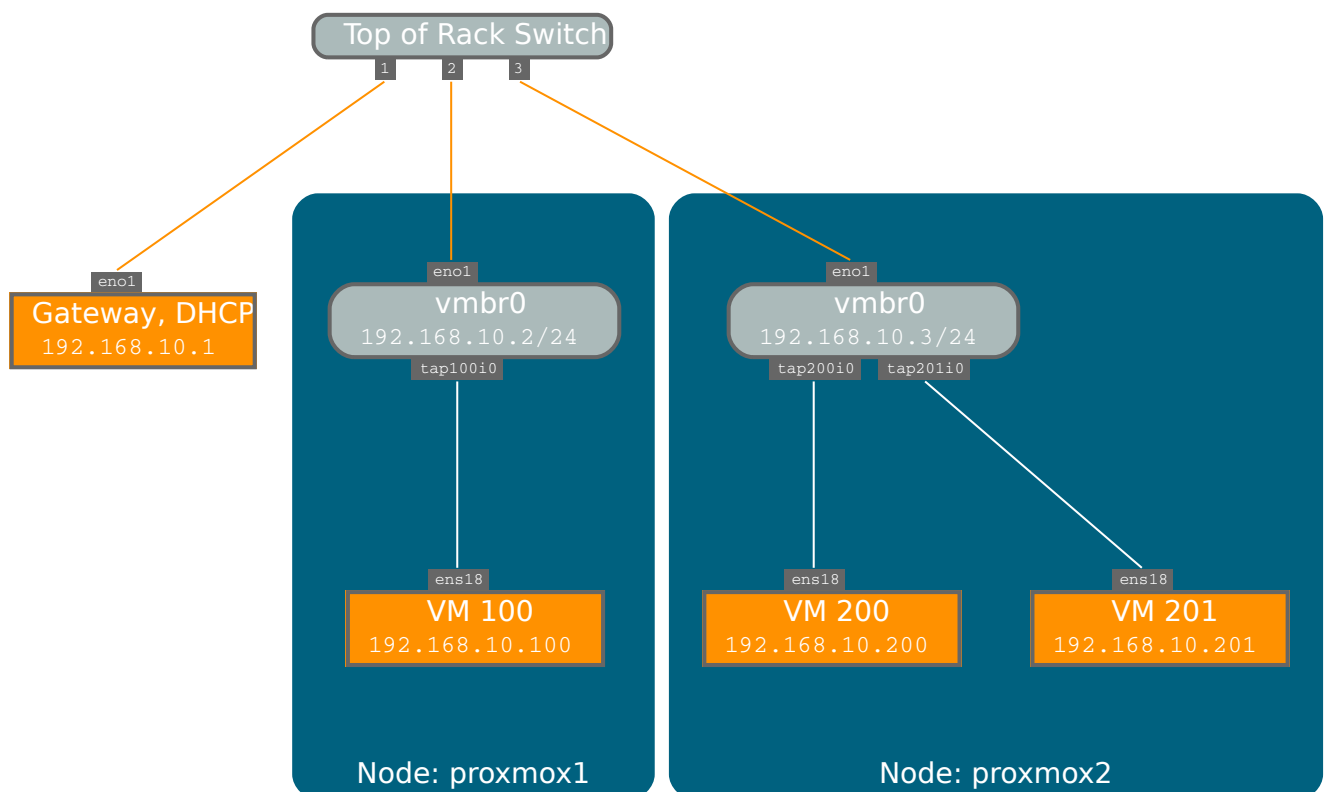 Top of Rack Switch
1 2 3
eno1
Gateway, DHCP
192.168.10.1
eno1
vmbr0
192.168.10.2/24
tap100i0
ens18
VM 100
192.168.10.100
Node: proxmox1
eno1
vmbr0
192.168.10.3/24
tap200i0 tap201i0
ens18
VM 200
192.168.10.200
ens18
VM 201
192.168.10.201
Node: proxmox2